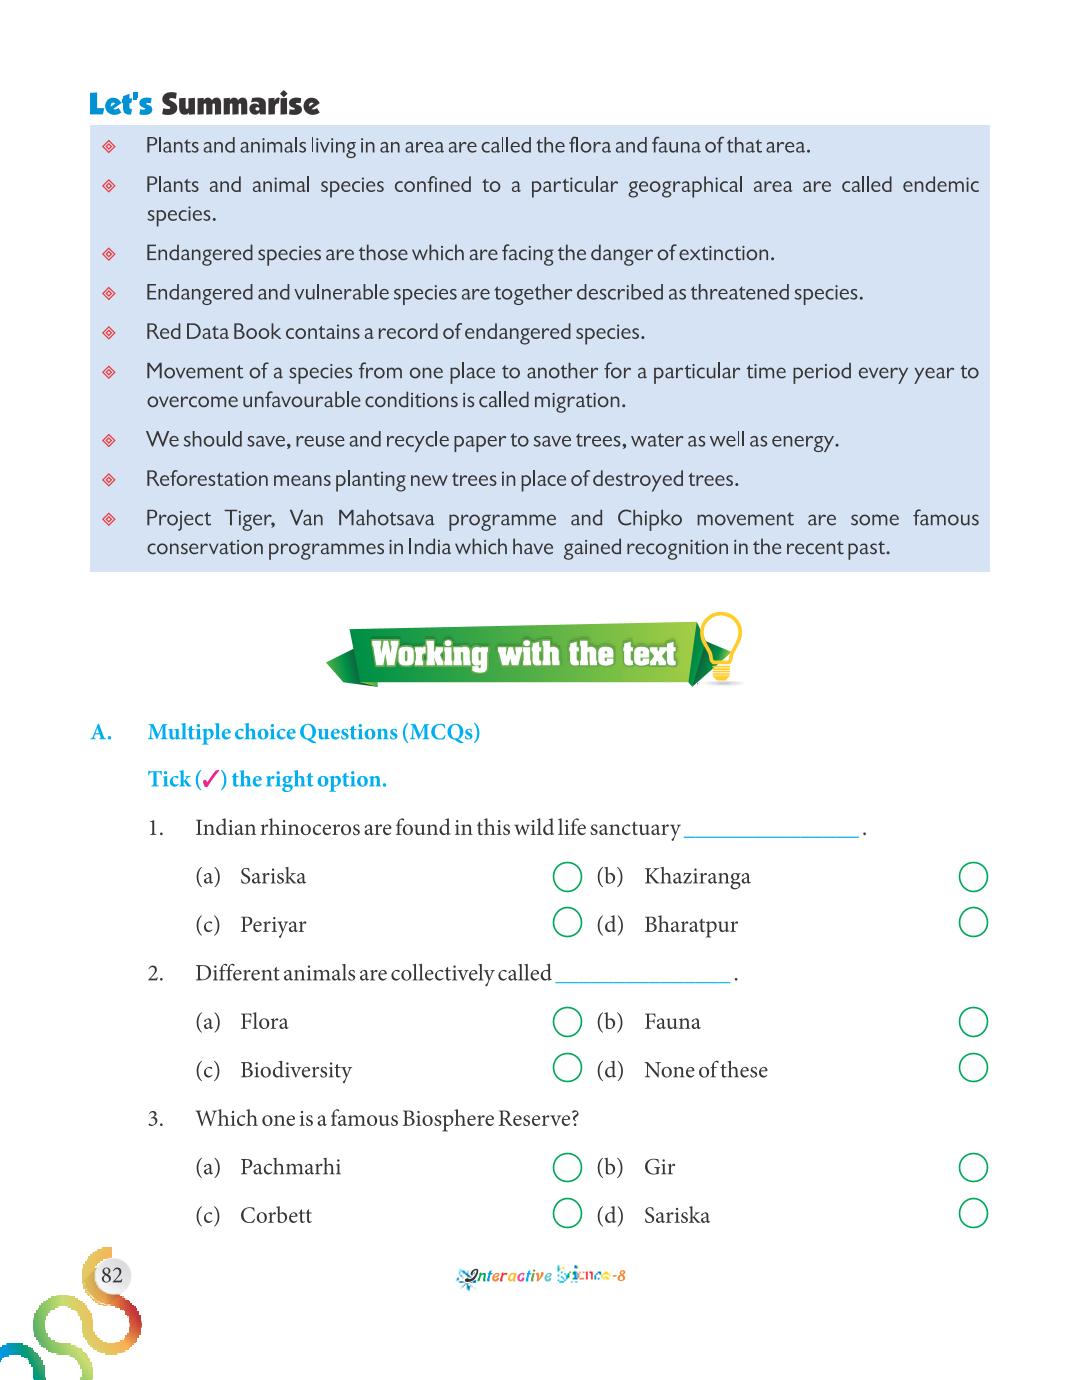 Let's Summarise
Plants and animals living in an area are called the flora and fauna of that area.
Plants and animal species confined to a particular geographical area are called endemic
species.
Endangered species are those which are facing the danger of extinction.
Endangered and vulnerable species are together described as threatened species.
Red Data Book contains a record of endangered species.
Movement of a species from one place to another for a particular time period every year to
overcome unfavourable conditions is called migration.
We should save, reuse and recycle paper to save trees, water as well as energy.
Reforestation means planting new trees in place of destroyed trees.
Project Tiger, Van Mahotsava programme and Chipko movement are some famous
conservation programmes in India which have gained recognition in the recent past.
Working with the text
A. Multiple choice Questions (MCQs)
Tick (✓) the right option.
1. Indian rhinoceros are found in this wild life sanctuary _______________ .
(a) Sariska (b) Khaziranga
(c) Periyar (d) Bharatpur
2. Different animals are collectively called _______________ .
(a) Flora (b) Fauna
(c) Biodiversity (d) None of these
3. Which one is a famous Biosphere Reserve?
(a) Pachmarhi (b) Gir
(c) Corbett (d) Sariska
82 Interactive Science-8